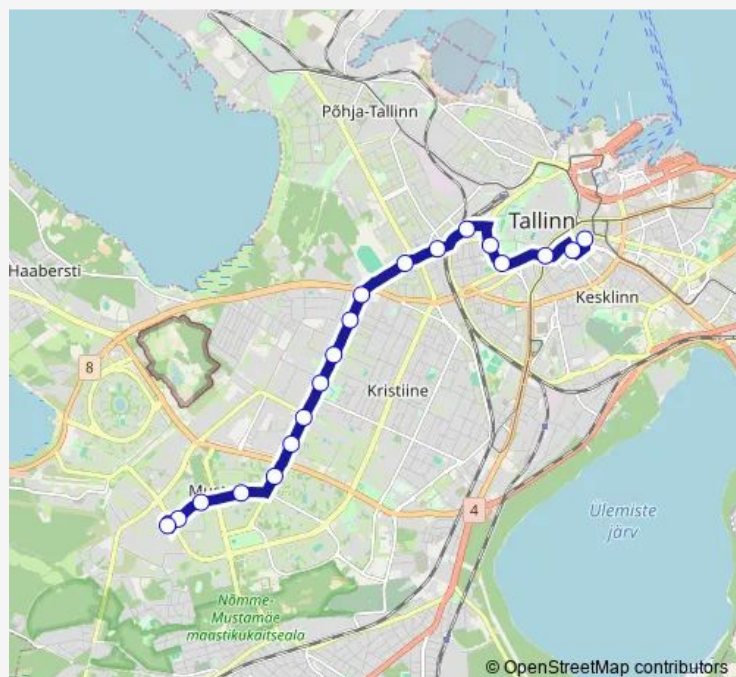 Põhja-Tallinn
Tallinn
Haabersti
Kesklinn
8
Kristiine
4
Ülemiste
järv
Nõmme-
Mustamäe
maastikukaitseala
© OpenStreetMap contributors